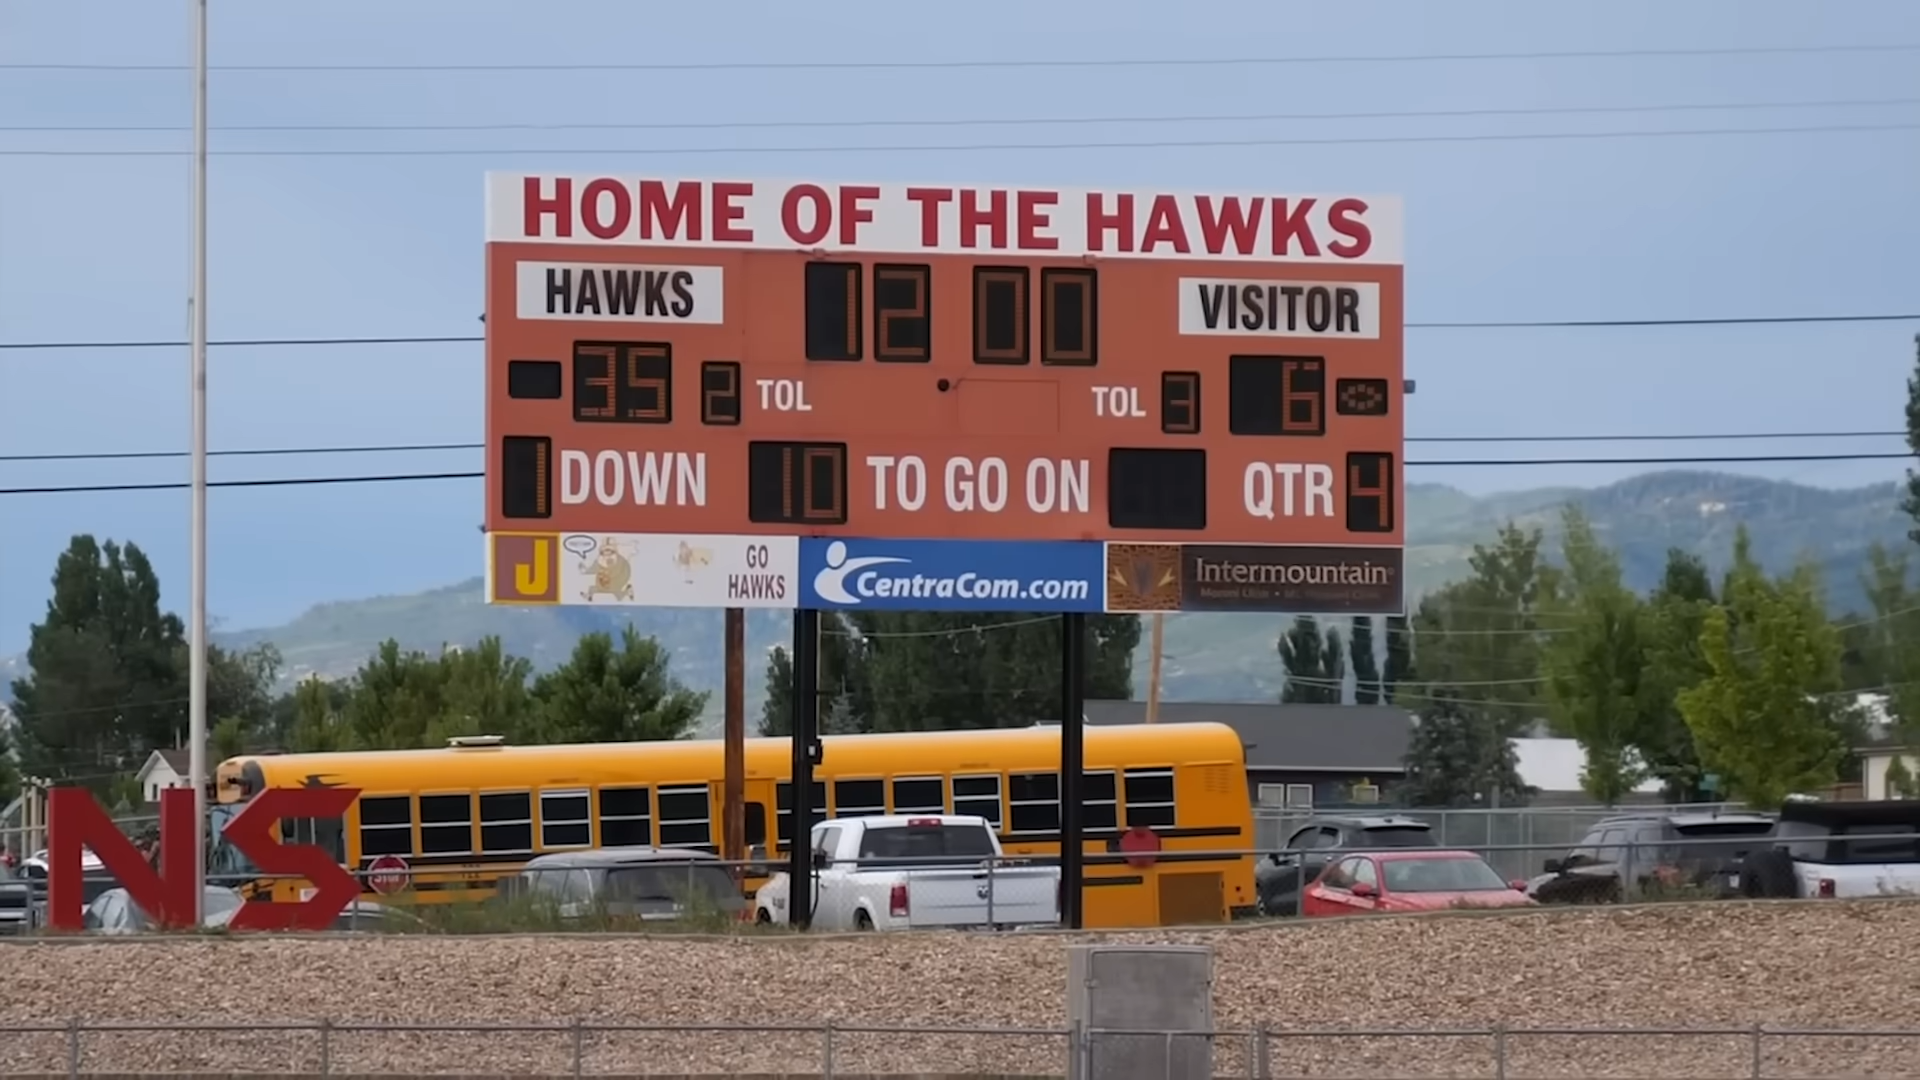 HOME OF THE HAWKS
HAWKS 12 00 VISITOR
35 2 TOL TOL 3 6
1 DOWN 10 TO GO ON QTR 4
J GO HAWKS CentraCom.com Intermountain
NS
STOP